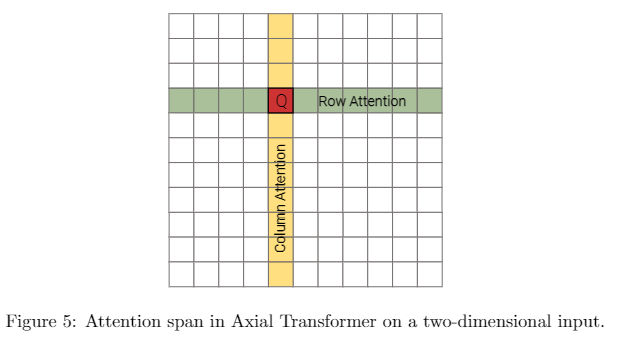 Q
Row Attention
Column Attention
Figure 5: Attention span in Axial Transformer on a two-dimensional input.